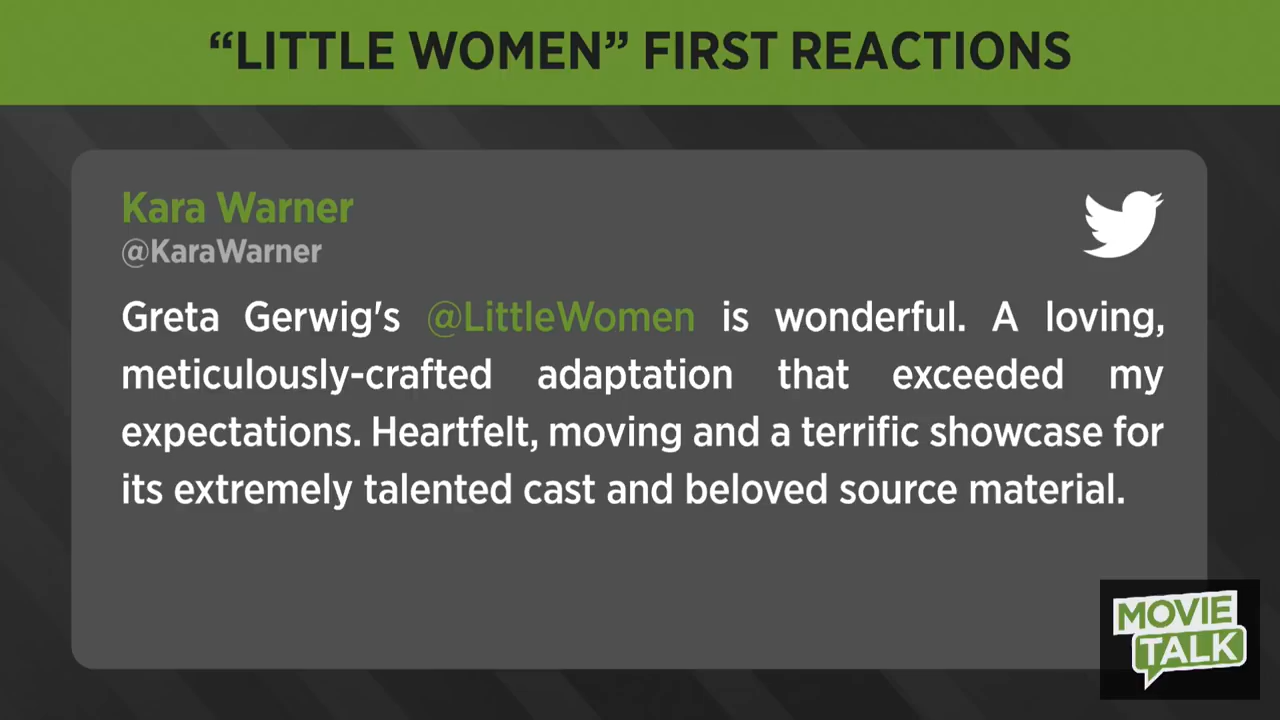 “LITTLE WOMEN” FIRST REACTIONS
Kara Warner
@KaraWarner
Greta Gerwig's @LittleWomen is wonderful. A loving,
meticulously-crafted adaptation that exceeded my
expectations. Heartfelt, moving and a terrific showcase for
its extremely talented cast and beloved source material.
MOVIE
TALK